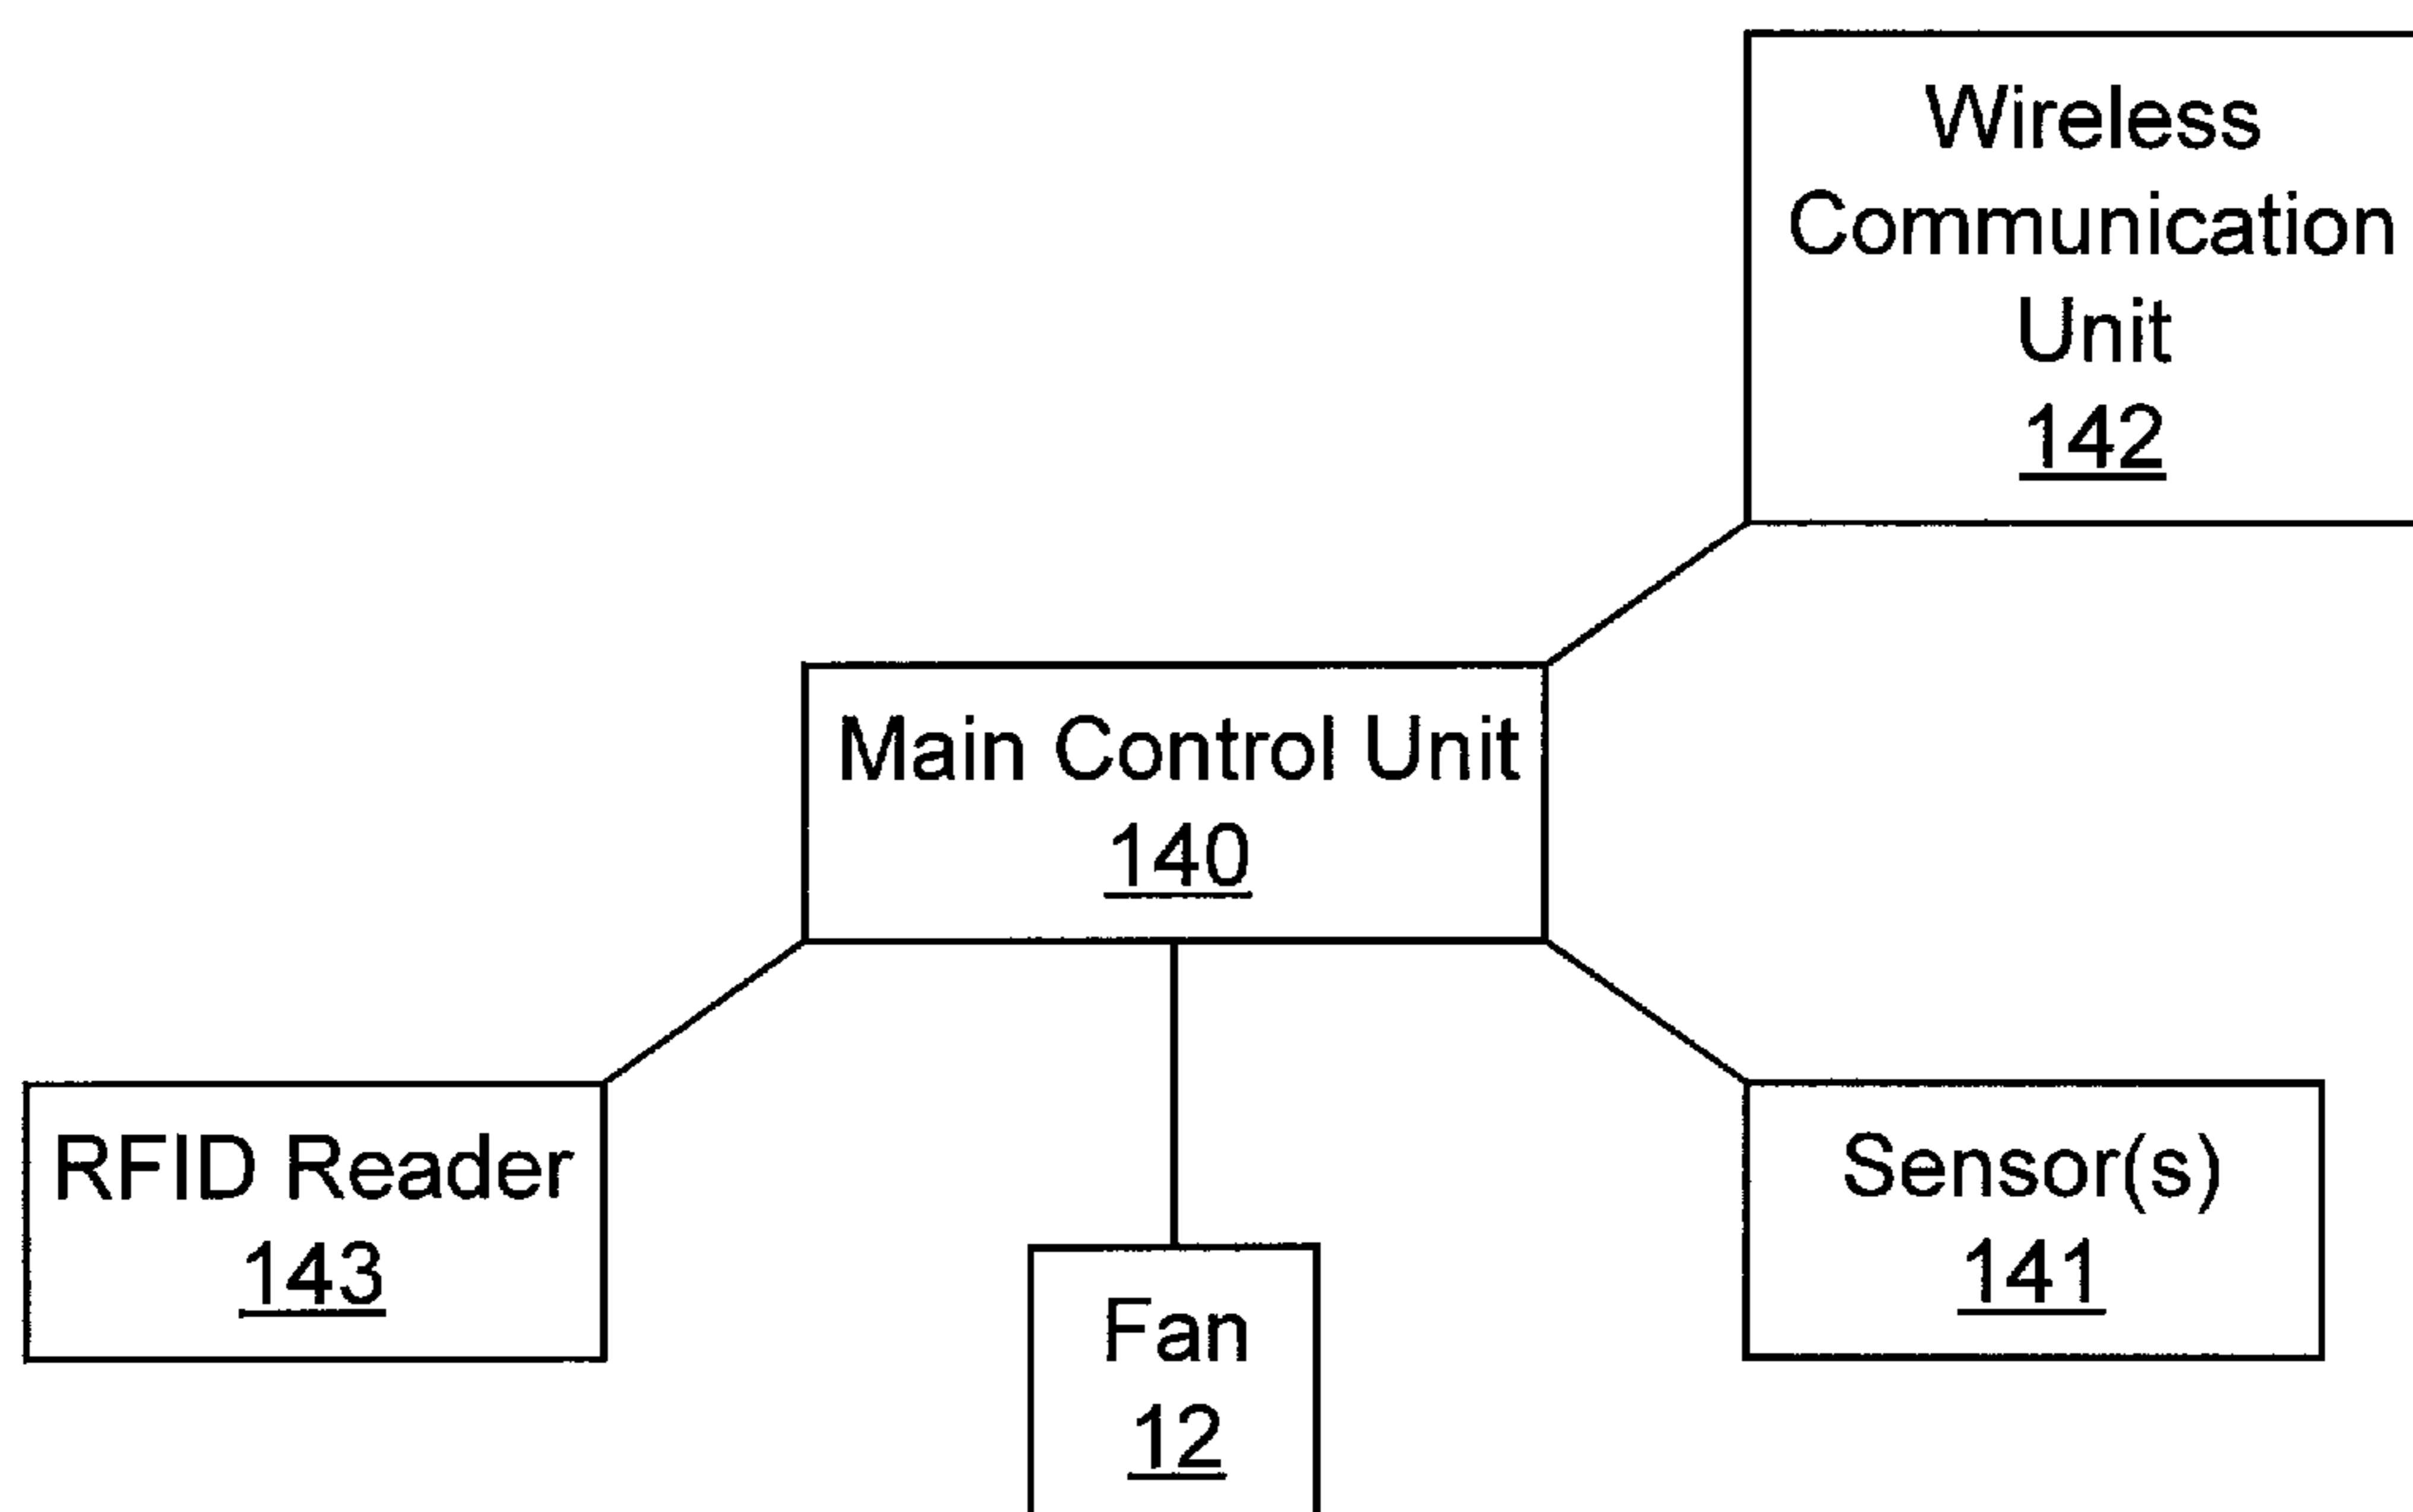 Wireless
Communication
Unit
142
Main Control Unit
140
RFID Reader
143
Fan
12
Sensor(s)
141